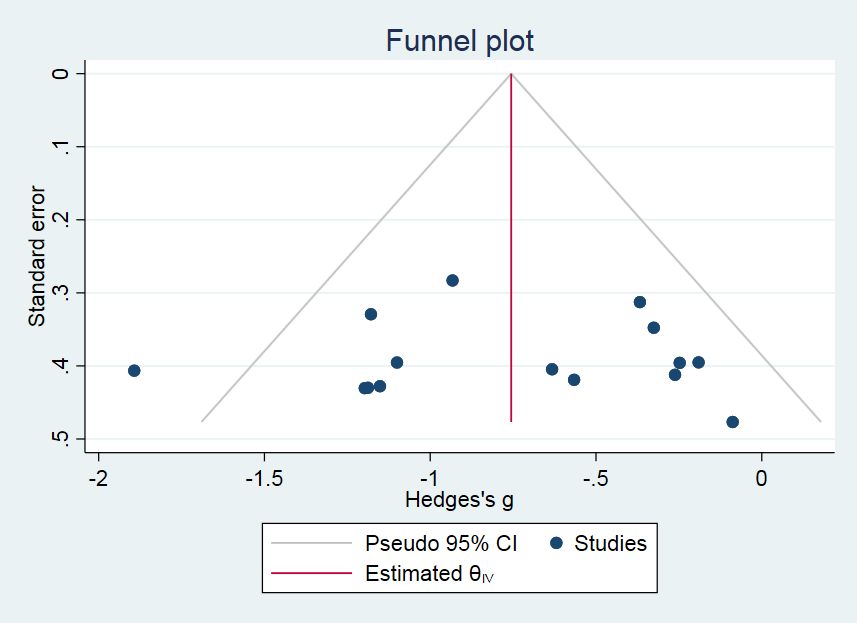 Funnel plot
Standard error
0
.1
.2
.3
.4
.5
-2
-1.5
-1
-.5
0
Hedges's g
Pseudo 95% CI
Studies
Estimated θIV